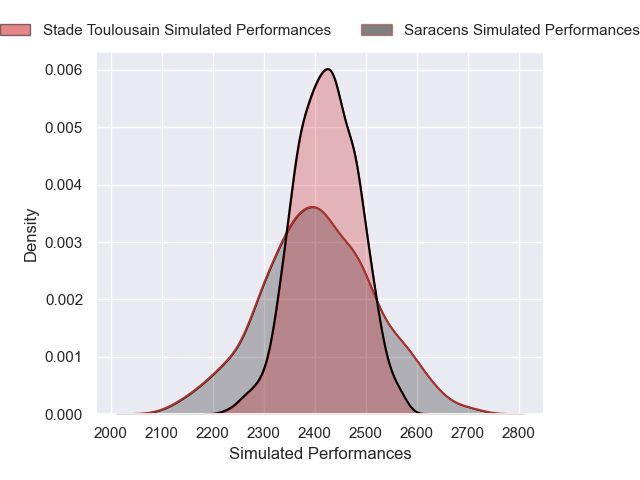 Stade Toulousain Simulated Performances Saracens Simulated Performances
0.006
0.005
0.004
0.003
0.002
0.001
0.000
Density
2000 2100 2200 2300 2400 2500 2600 2700 2800
Simulated Performances